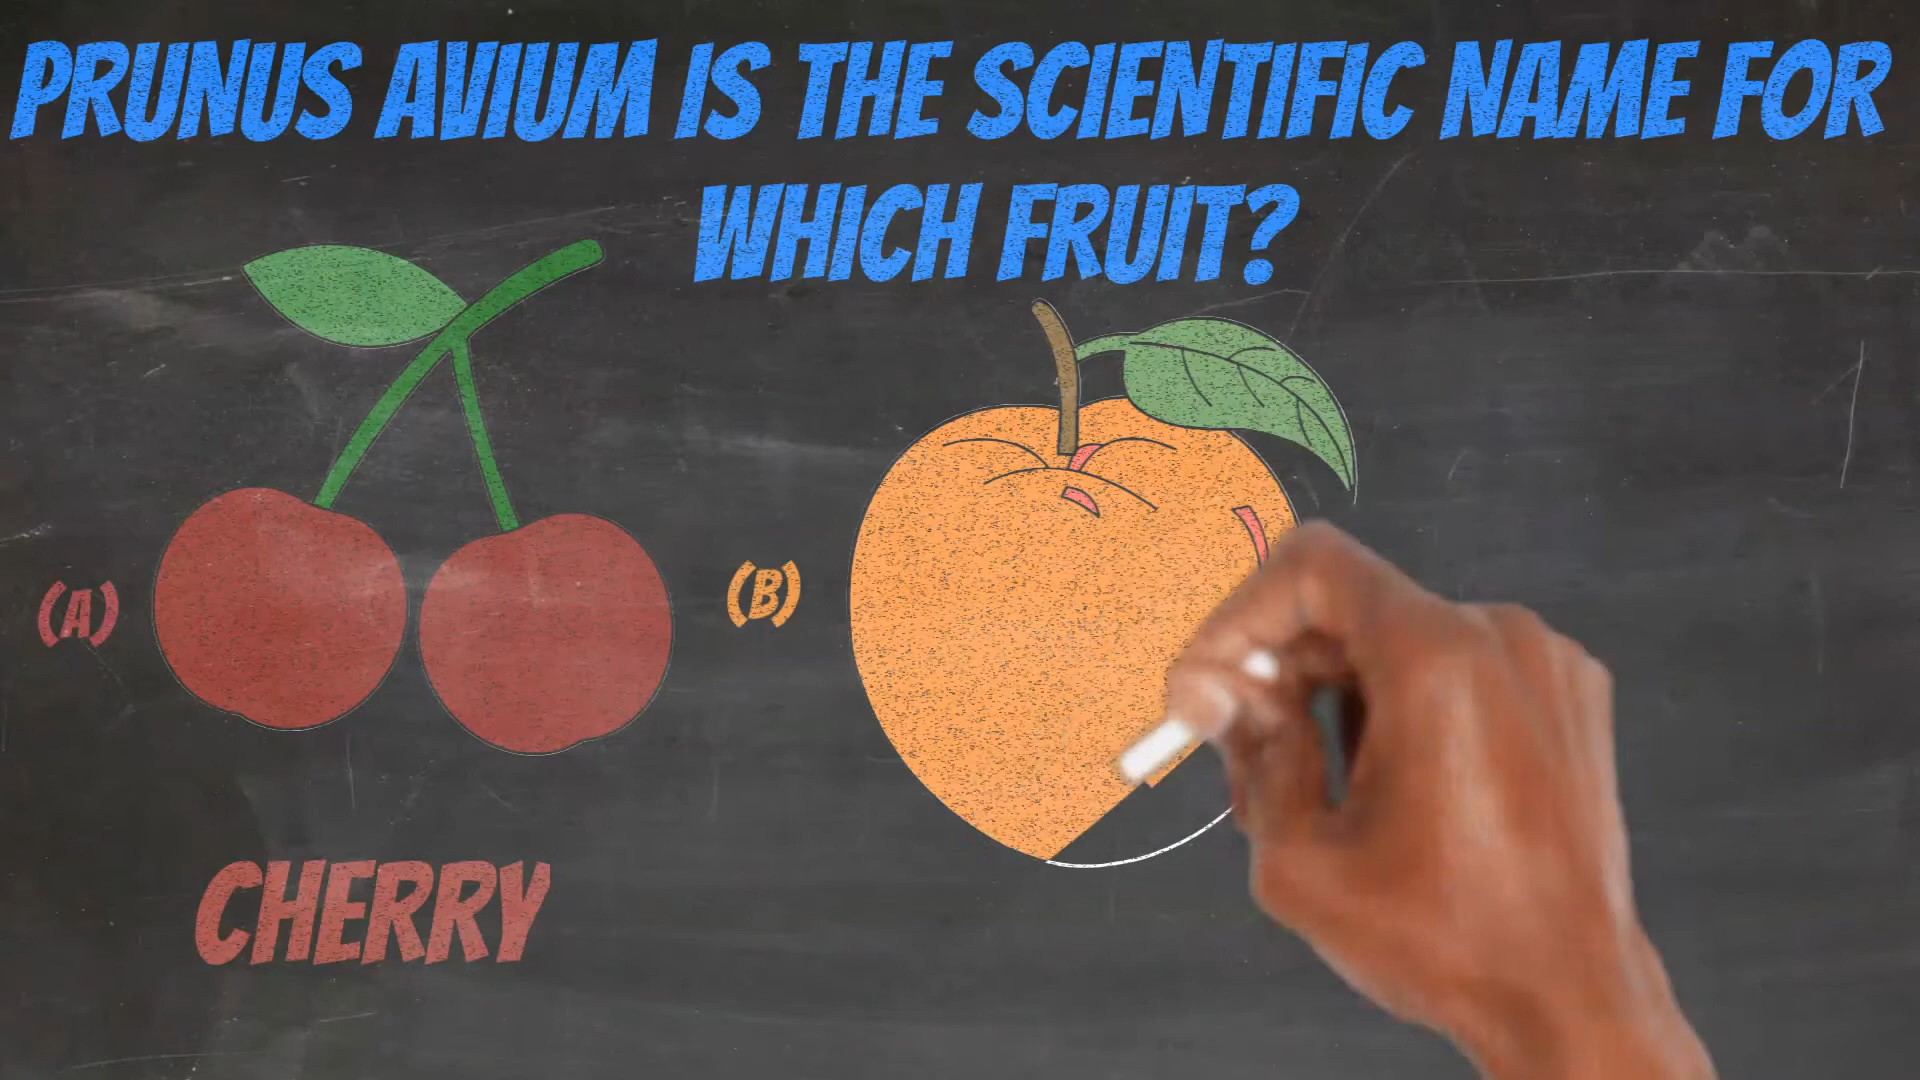 PRUNUS AVIUM IS THE SCIENTIFIC NAME FOR
WHICH FRUIT?
(A)
(B)
CHERRY